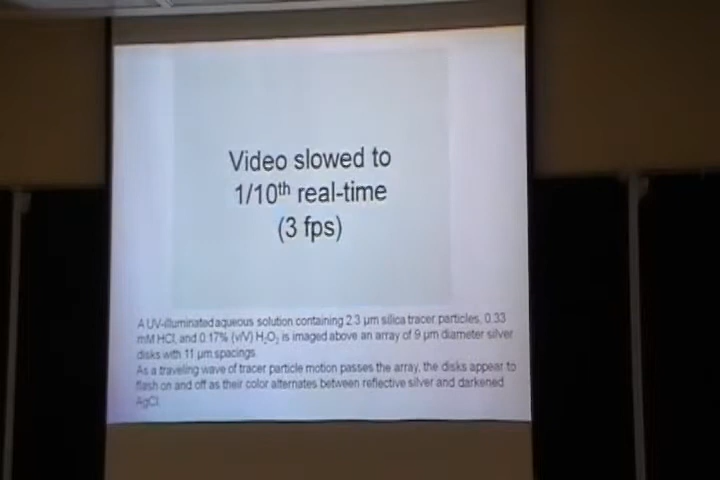 Video slowed to
1/10th real-time
(3 fps)
A UV-illuminated aqueous solution containing 2.3 µm silica tracer particles, 0.33
mM HCl, and 0.17% (v/v) H2O2 is imaged above an array of 9 µm diameter silver
disks with 11 µm spacings.
As a traveling wave of tracer particle motion passes the array, the disks appear to
flash on and off as their color alternates between reflective silver and darkened
AgCl.